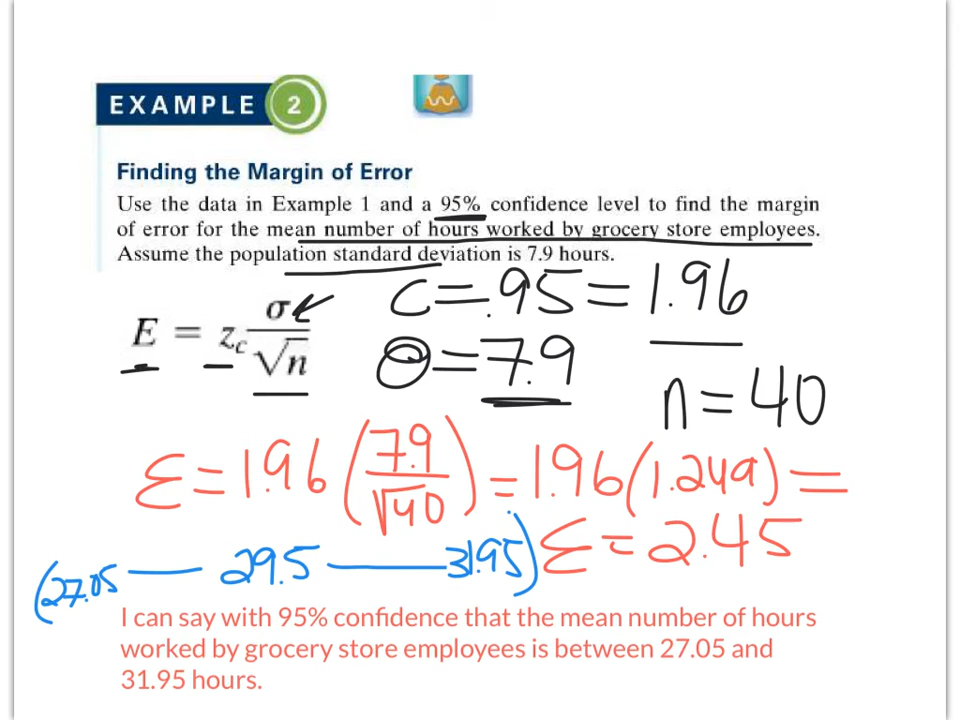 EXAMPLE 2
Finding the Margin of Error
Use the data in Example 1 and a 95% confidence level to find the margin
of error for the mean number of hours worked by grocery store employees.
Assume the population standard deviation is 7.9 hours.
E = z_c σ/√n
C = .95 = 1.96
σ = 7.9
n = 40
E = 1.96 (7.9/√40) = 1.96 (1.249) =
E = 2.45
(27.05 — 29.5 — 31.95)
I can say with 95% confidence that the mean number of hours
worked by grocery store employees is between 27.05 and
31.95 hours.